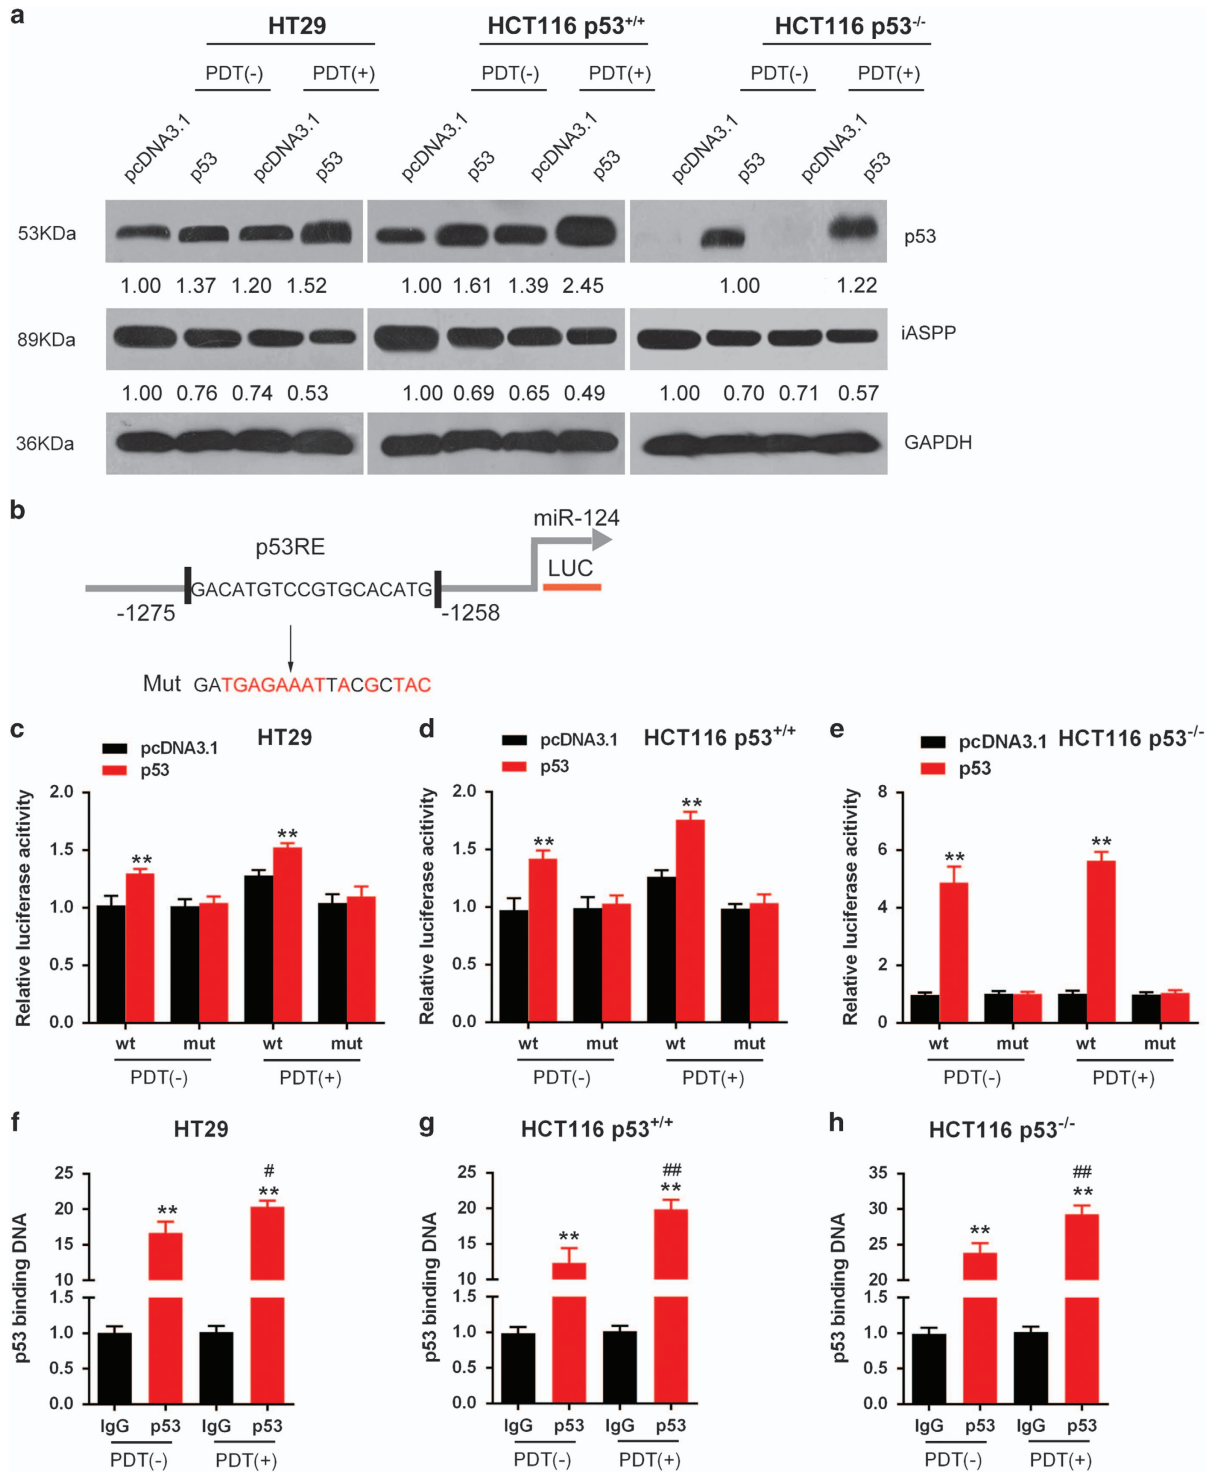 a
HT29 HCT116 p53+/+ HCT116 p53-/-
PDT(-) PDT(+) PDT(-) PDT(+) PDT(-) PDT(+)
pcDNA3.1 p53 pcDNA3.1 p53 pcDNA3.1 p53 pcDNA3.1 p53 pcDNA3.1 p53 pcDNA3.1 p53
53KDa p53
1.00 1.37 1.20 1.52 1.00 1.61 1.39 2.45 1.00 1.22
89KDa iASPP
1.00 0.76 0.74 0.53 1.00 0.69 0.65 0.49 1.00 0.70 0.71 0.57
36KDa GAPDH
b
miR-124
p53RE
LUC
GACATGTCCGTGCACATG
-1275 -1258
Mut GATGAGAAATTACGCTAC
c
pcDNA3.1
p53
HT29
Relative luciferase acitivity
2.0
1.5
1.0
0.5
0.0
** **
wt mut wt mut
PDT(-) PDT(+)
d
pcDNA3.1
p53
HCT116 p53+/+
Relative luciferase activity
2.0
1.5
1.0
0.5
0.0
** **
wt mut wt mut
PDT(-) PDT(+)
e
pcDNA3.1
p53
HCT116 p53-/-
Relative luciferase acitivity
8
6
4
2
0
** **
wt mut wt mut
PDT(-) PDT(+)
f
HT29
p53 binding DNA
25
20
15
10
1.5
1.0
0.5
0.0
#
** **
IgG p53 IgG p53
PDT(-) PDT(+)
g
HCT116 p53+/+
p53 binding DNA
25
20
15
10
1.5
1.0
0.5
0.0
##
** **
IgG p53 IgG p53
PDT(-) PDT(+)
h
HCT116 p53-/-
p53 binding DNA
35
30
25
20
1.5
1.0
0.5
0.0
##
** **
IgG p53 IgG p53
PDT(-) PDT(+)